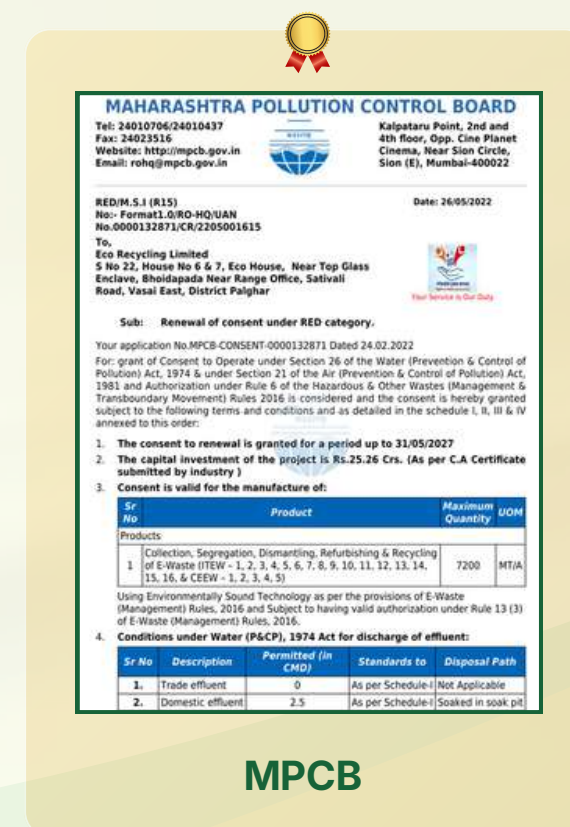 MAHARASHTRA POLLUTION CONTROL BOARD
Tel: 24010706/24010437
Fax: 24023516
Website: http://mpcb.gov.in
Email: rohq@mpcb.gov.in
Kalpataru Point, 2nd and
4th floor, Opp. Cine Planet
Cinema, Near Sion Circle,
Sion (E), Mumbai-400022
RED/M.S.I (R15)
No:- Format1.0/RO-HQ/UAN
No.0000132871/CR/2205001615
Date: 26/05/2022
To,
Eco Recycling Limited
S No 22, House No 6 & 7, Eco House, Near Top Glass
Enclave, Bhoidapada Near Range Office, Sativali
Road, Vasai East, District Palghar
Your Service is Our Duty
Sub: Renewal of consent under RED category.
Your application No.MPCB-CONSENT-0000132871 Dated 24.02.2022
For: grant of Consent to Operate under Section 26 of the Water (Prevention & Control of
Pollution) Act, 1974 & under Section 21 of the Air (Prevention & Control of Pollution) Act,
1981 and Authorization under Rule 6 of the Hazardous & Other Wastes (Management &
Transboundary Movement) Rules 2016 is considered and the consent is hereby granted
subject to the following terms and conditions and as detailed in the schedule I, II, III & IV
annexed to this order:
1. The consent to renewal is granted for a period up to 31/05/2027
2. The capital investment of the project is Rs.25.26 Crs. (As per C.A Certificate
submitted by industry )
3. Consent is valid for the manufacture of:
Sr No Product Maximum Quantity UOM
Products
1 Collection, Segregation, Dismantling, Refurbishing & Recycling
of E-Waste (ITEW - 1, 2, 3, 4, 5, 6, 7, 8, 9, 10, 11, 12, 13, 14,
15, 16, & CEEW - 1, 2, 3, 4, 5) 7200 MT/A
Using Environmentally Sound Technology as per the provisions of E-Waste
(Management) Rules, 2016 and Subject to having valid authorization under Rule 13 (3)
of E-Waste (Management) Rules, 2016.
4. Conditions under Water (P&CP), 1974 Act for discharge of effluent:
Sr No Description Permitted (in CMD) Standards to Disposal Path
1. Trade effluent 0 As per Schedule-I Not Applicable
2. Domestic effluent 2.5 As per Schedule-I Soaked in soak pit
MPCB